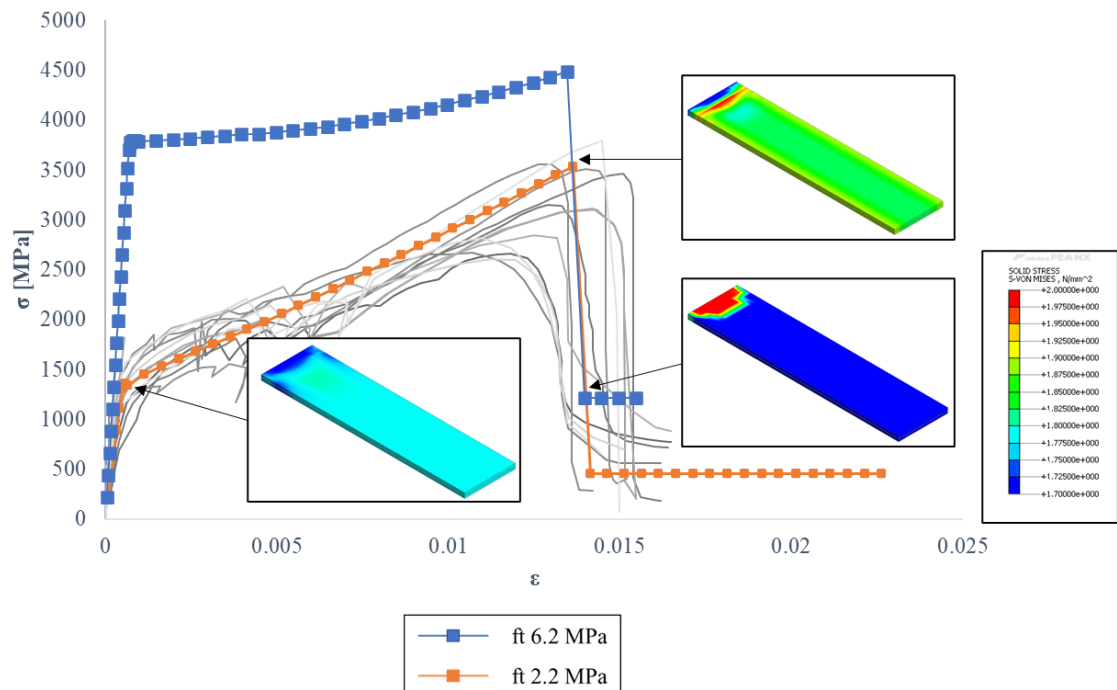 5000
4500
4000
3500
3000
2500
2000
1500
1000
500
0
σ [MPa]
0
0.005
0.01
0.015
0.02
0.025
ε
midas FEA NX
SOLID STRESS
S-VON MISES , N/mm^2
+2.00000e+000
+1.97500e+000
+1.95000e+000
+1.92500e+000
+1.90000e+000
+1.87500e+000
+1.85000e+000
+1.82500e+000
+1.80000e+000
+1.77500e+000
+1.75000e+000
+1.72500e+000
+1.70000e+000
ft 6.2 MPa
ft 2.2 MPa